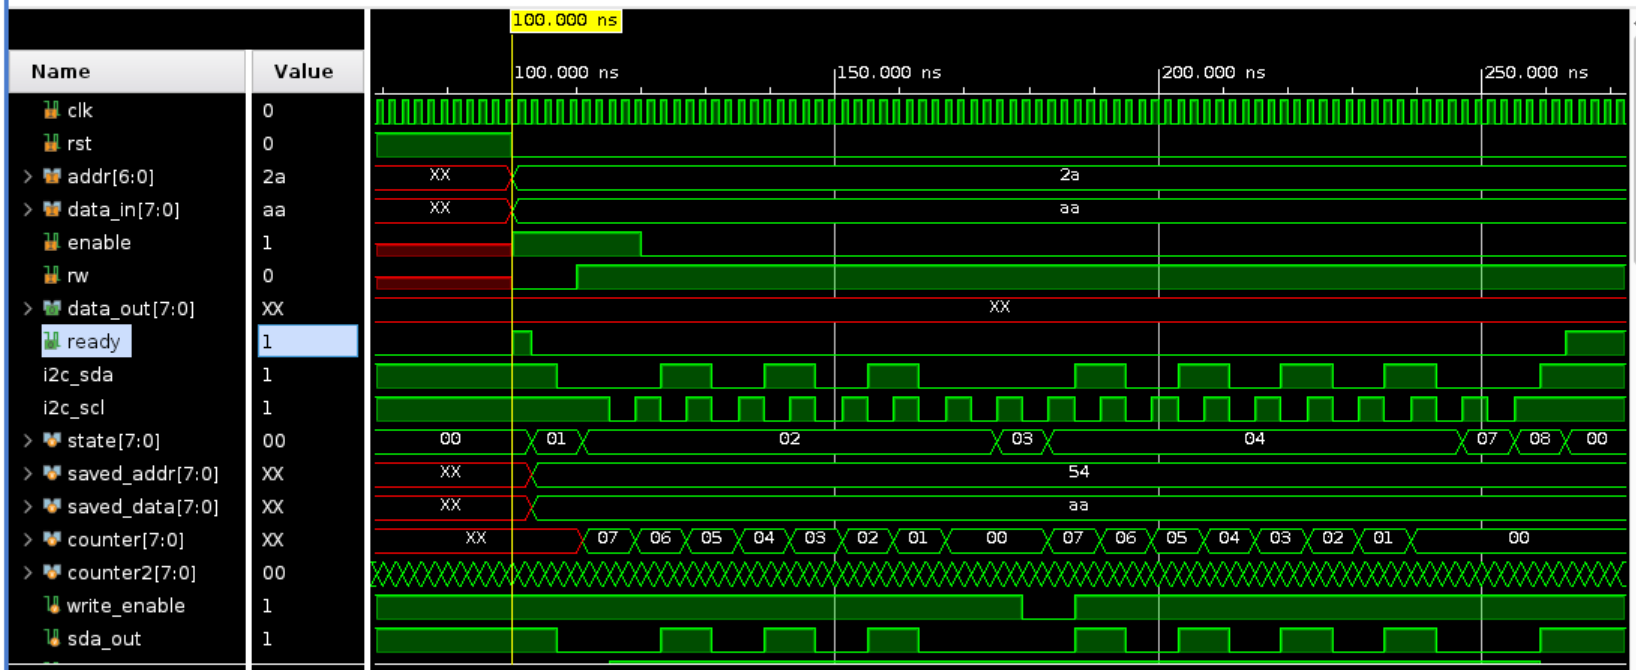 100.000 ns
Name Value 100.000 ns 150.000 ns 200.000 ns 250.000 ns
clk 0
rst 0
addr[6:0] 2a XX 2a
data_in[7:0] aa XX aa
enable 1
rw 0
data_out[7:0] XX XX
ready 1
i2c_sda 1
i2c_scl 1
state[7:0] 00 00 01 02 03 04 07 08 00
saved_addr[7:0] XX XX 54
saved_data[7:0] XX XX aa
counter[7:0] XX XX 07 06 05 04 03 02 01 00 07 06 05 04 03 02 01 00
counter2[7:0] 00
write_enable 1
sda_out 1